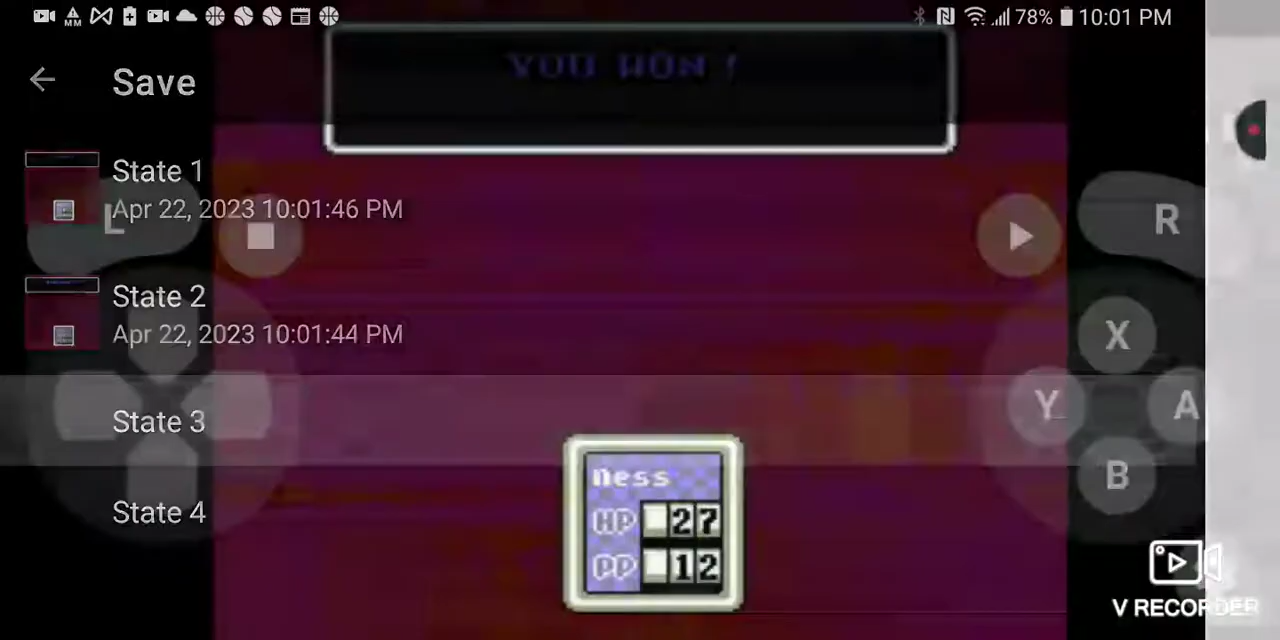 MM 78% 10:01 PM
YOU WON !
Save
State 1
Apr 22, 2023 10:01:46 PM
L
R
State 2
Apr 22, 2023 10:01:44 PM
X
State 3
Y
A
Ness
HP 27
B
State 4
PP 12
V RECORDER